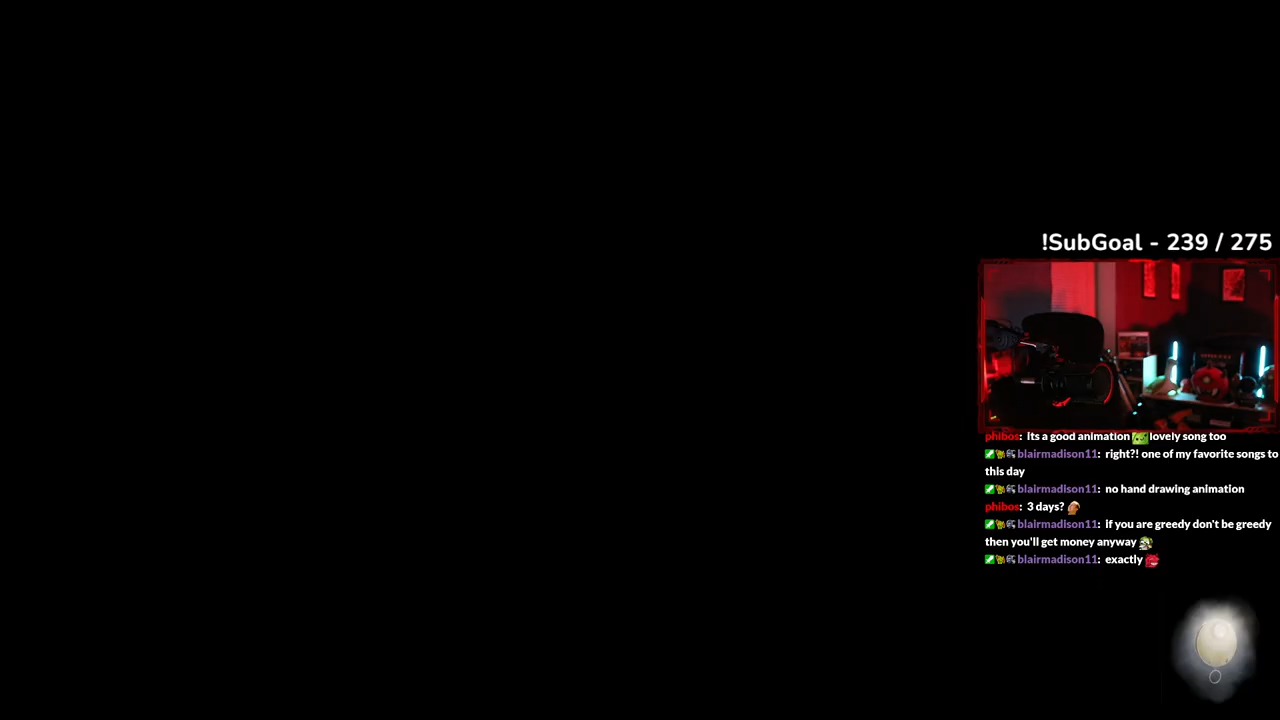 !SubGoal - 239 / 275
phibos: Its a good animation lovely song too
blairmadison11: right?! one of my favorite songs to
this day
blairmadison11: no hand drawing animation
phibos: 3 days?
blairmadison11: if you are greedy don't be greedy
then you'll get money anyway
blairmadison11: exactly